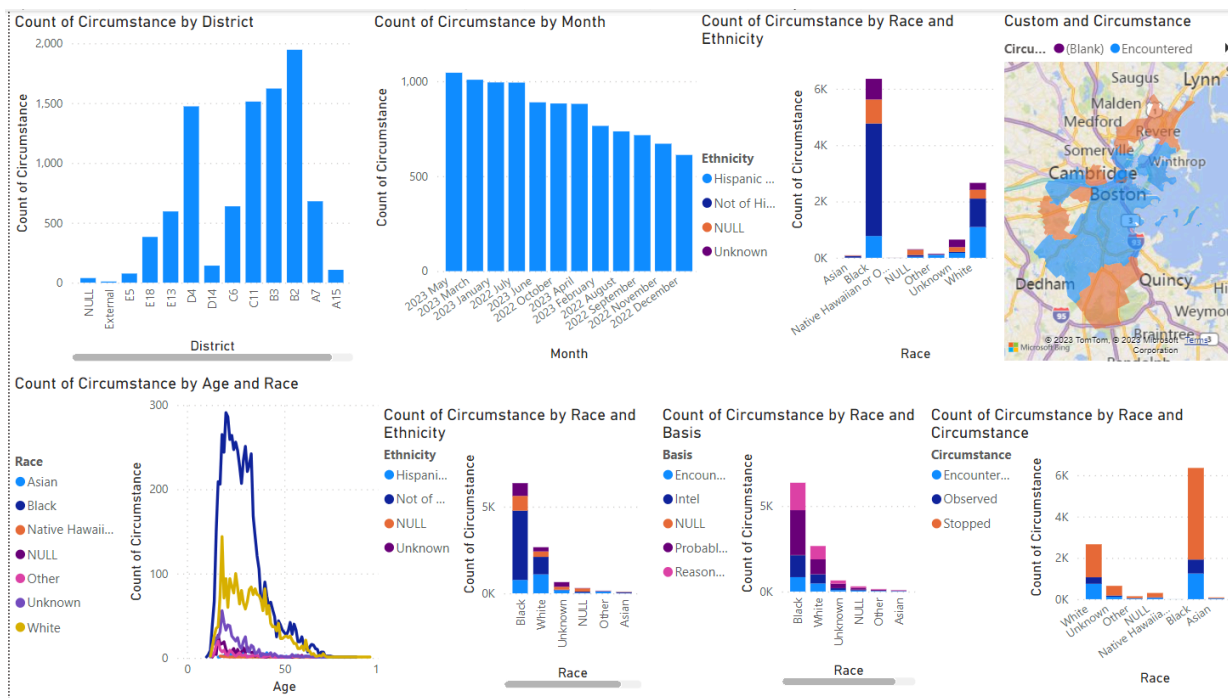 Count of Circumstance by District
Count of Circumstance
2,000
1,500
1,000
500
0
NULL
External
E5
E18
E13
D4
D14
C6
C11
B3
B2
A7
A15
District
Count of Circumstance by Month
Count of Circumstance
1,000
500
0
2023 May
2023 March
2023 January
2022 July
2023 June
2022 October
2023 April
2023 February
2022 August
2022 September
2022 November
2022 December
Month
Count of Circumstance by Race and
Ethnicity
Ethnicity
Hispanic ...
Not of Hi...
NULL
Unknown
Count of Circumstance
6K
4K
2K
0K
Asian
Black
Native Hawaiian or O...
NULL
Other
Unknown
White
Race
Custom and Circumstance
Circu...
(Blank)
Encountered
Saugus
Lynn
Malden
1
Medford
Revere
Somerville
Winthrop
Cambridge
Boston
3
93
Dedham
Quincy
Hi
95
Weymou
Braintree
3
Microsoft Bing
© 2023 TomTom, © 2023 Microsoft
Corporation
Terms
Count of Circumstance by Age and Race
Race
Asian
Black
Native Hawaii...
NULL
Other
Unknown
White
Count of Circumstance
300
200
100
0
0
50
1
Age
Count of Circumstance by Race and
Ethnicity
Ethnicity
Hispani...
Not of ...
NULL
Unknown
Count of Circumstance
5K
0K
Black
White
Unknown
NULL
Other
Asian
Race
Count of Circumstance by Race and
Basis
Basis
Encoun...
Intel
NULL
Probabl...
Reason...
Count of Circumstance
5K
0K
Black
White
Unknown
NULL
Other
Asian
Race
Count of Circumstance by Race and
Circumstance
Circumstance
Encounter...
Observed
Stopped
Count of Circumstance
6K
4K
2K
0K
White
Unknown
Other
NULL
Native Hawaiia...
Black
Asian
Race